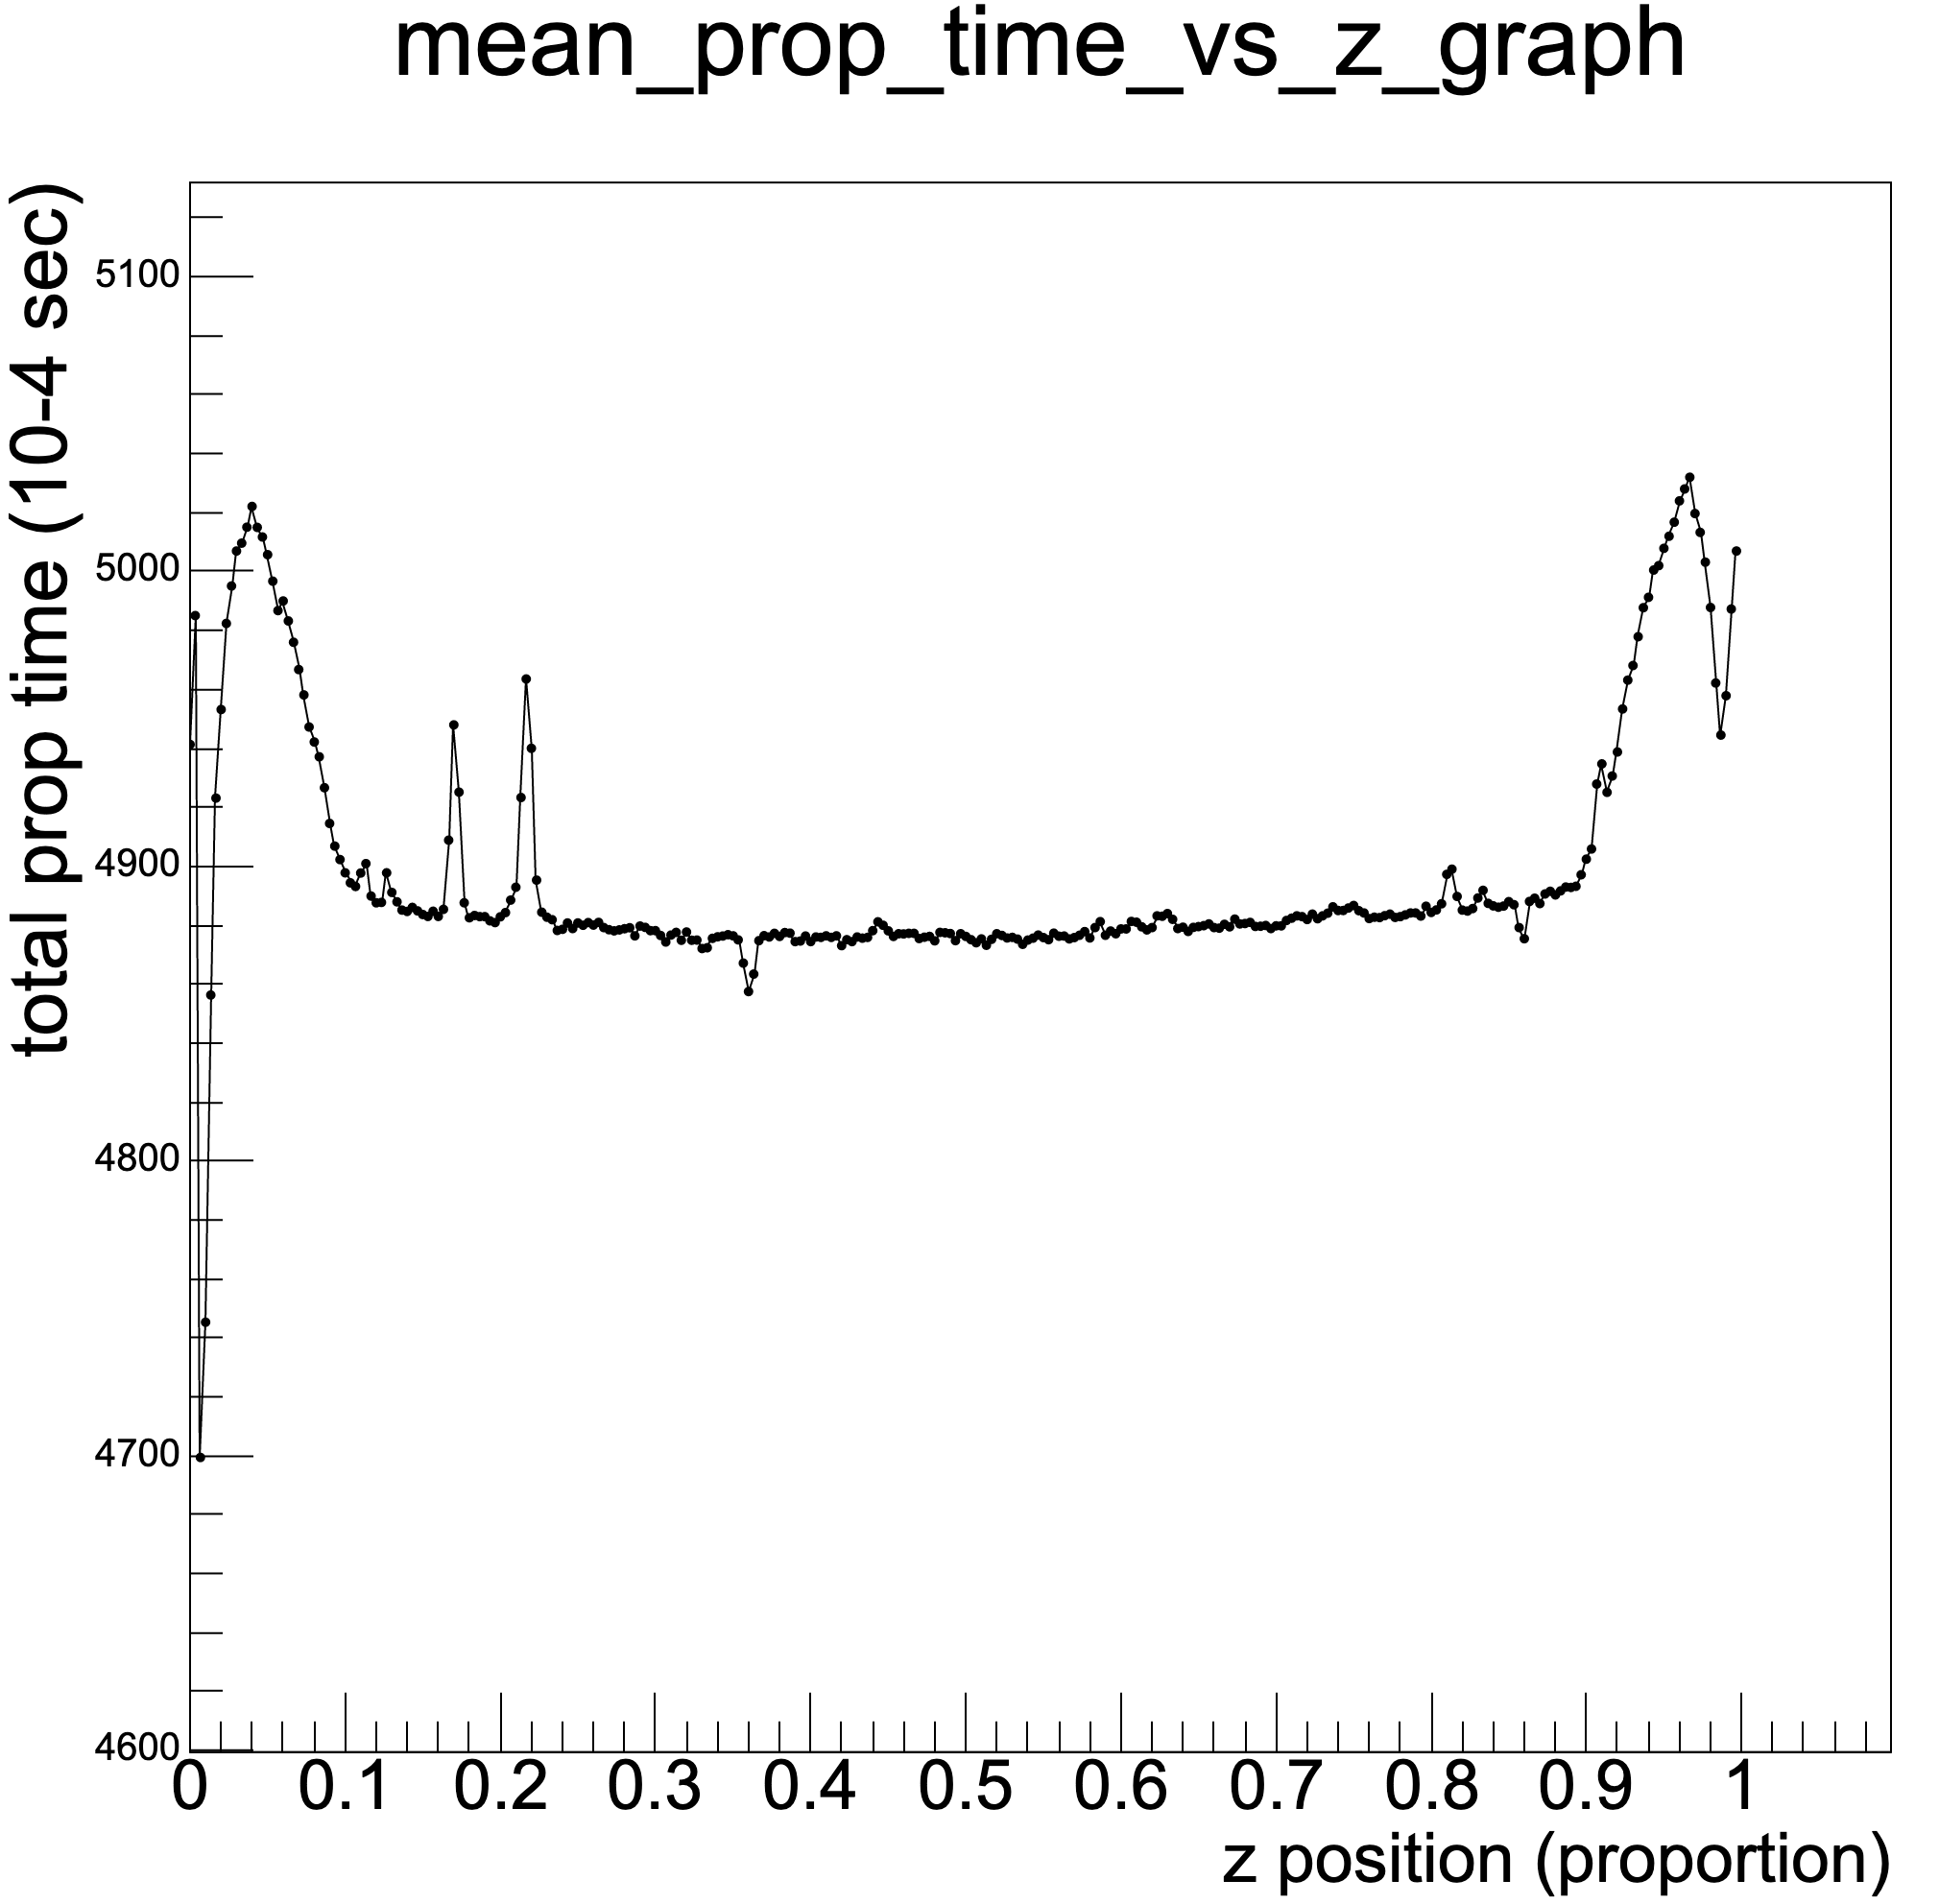 mean_prop_time_vs_z_graph
total prop time (10-4 sec)
5100
5000
4900
4800
4700
4600
0 0.1 0.2 0.3 0.4 0.5 0.6 0.7 0.8 0.9 1
z position (proportion)